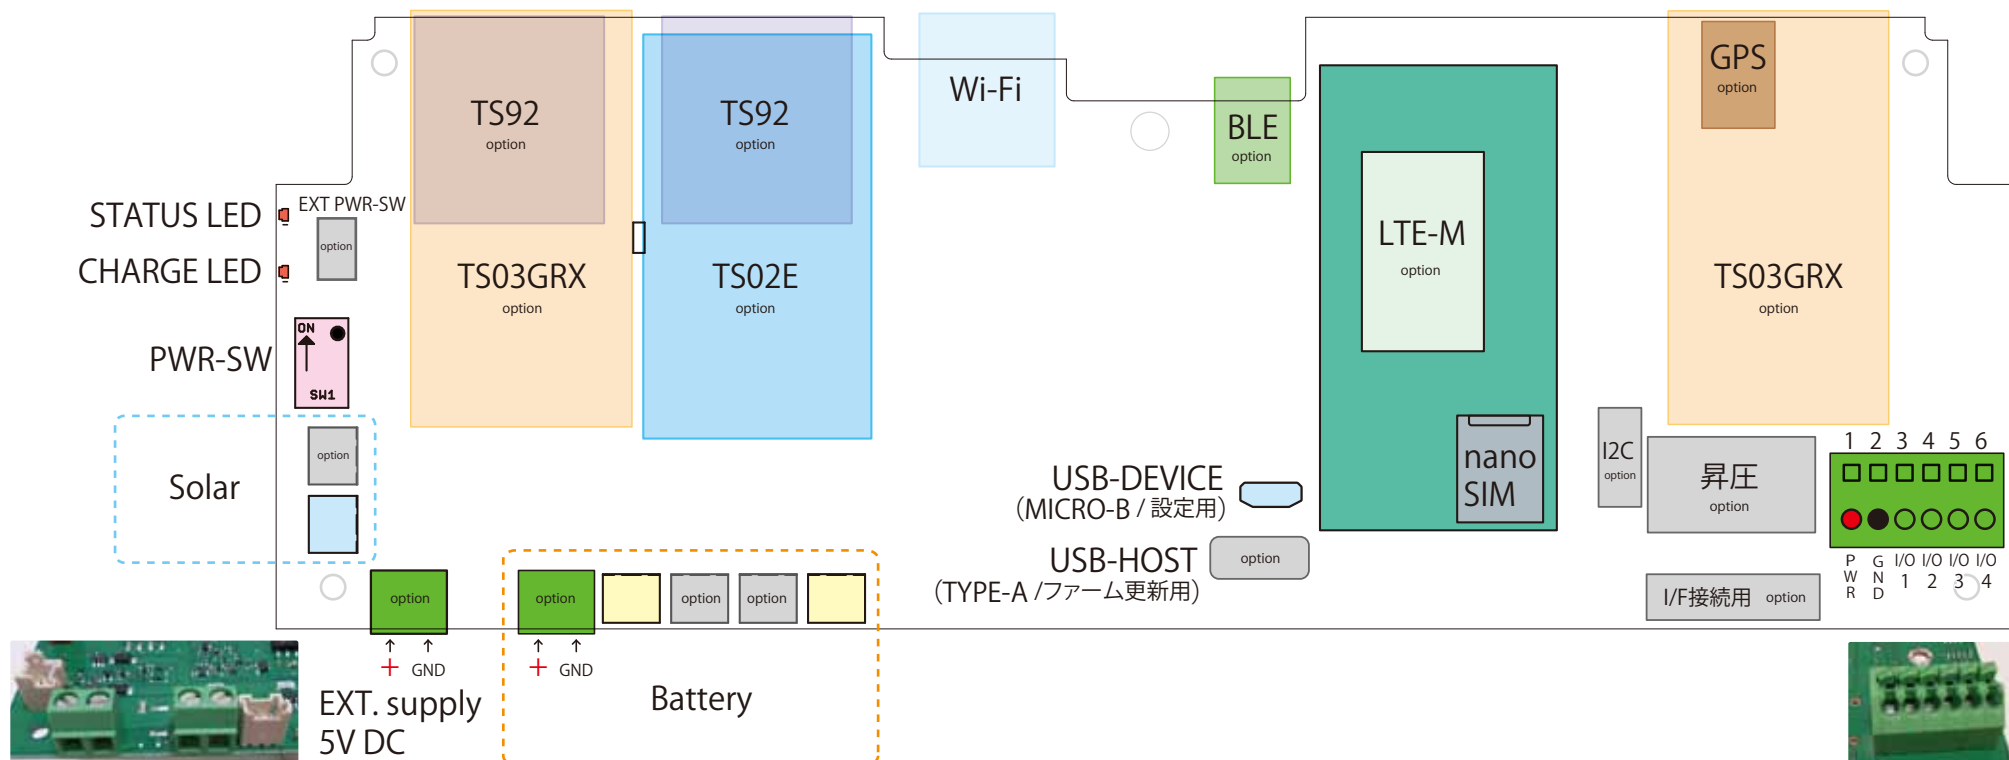 TS92
option
TS92
option
Wi-Fi
BLE
option
GPS
option
STATUS LED
EXT PWR-SW
option
CHARGE LED
TS03GRX
option
TS02E
option
LTE-M
option
TS03GRX
option
PWR-SW
ON
SW1
Solar
option
USB-DEVICE
(MICRO-B / 設定用)
nano
SIM
I2C
option
昇圧
option
1 2 3 4 5 6
PWR
GND
I/O 1
I/O 2
I/O 3
I/O 4
USB-HOST
(TYPE-A /ファーム更新用)
option
I/F接続用 option
option
option
option
option
+ GND
+ GND
EXT. supply
5V DC
Battery